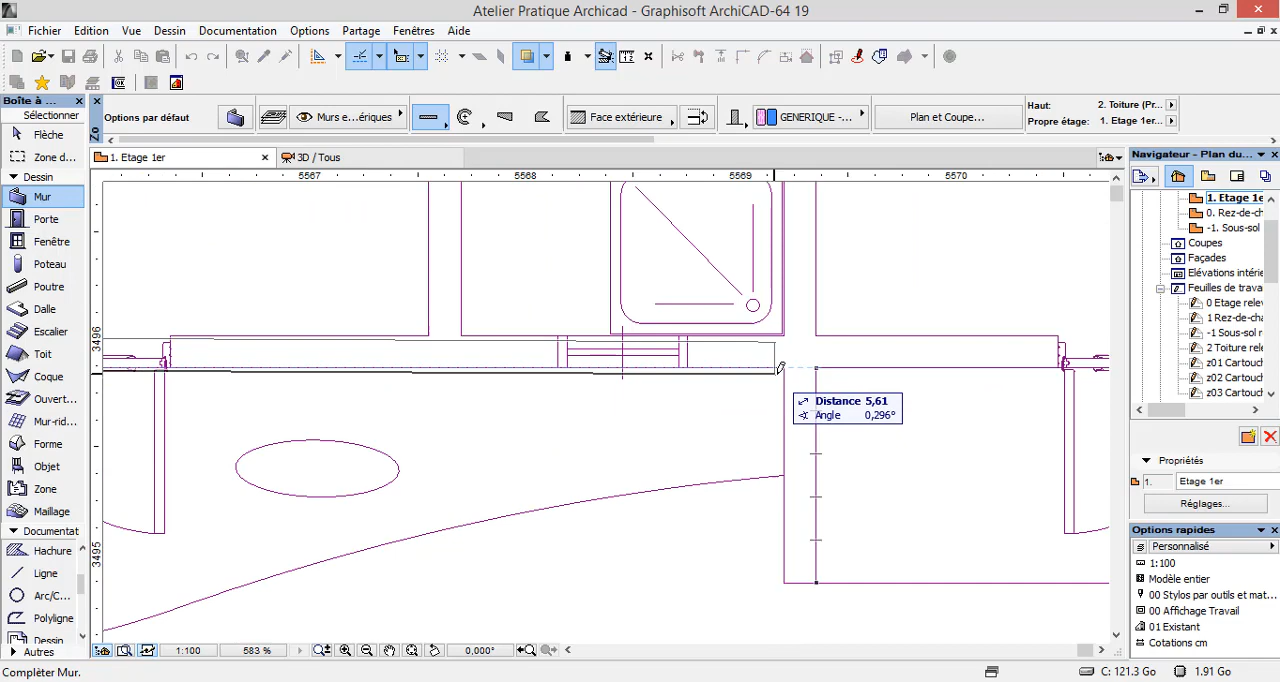 Atelier Pratique Archicad - Graphisoft ArchiCAD-64 19
Fichier Edition Vue Dessin Documentation Options Partage Fenêtres Aide
Boîte à ...
Sélectionner
Flèche
Zone d...
Dessin
Mur
Porte
Fenêtre
Poteau
Poutre
Dalle
Escalier
Toit
Coque
Ouvert...
Mur-rid...
Forme
Objet
Zone
Maillage
Documentat
Hachure
Ligne
Arc/C...
Polyligne
Dessin
Autres
Options par défaut
Murs e...ériques
Face extérieure
GENERIQUE -...
Plan et Coupe...
Haut:
2. Toiture (Pr...
Propre étage:
1. Etage 1er...
1. Etage 1er
3D / Tous
5567 5568 5569 5570
3496
3495
Distance 5,61
Angle 0,296°
Navigateur - Plan du...
1. Etage 1e
0. Rez-de-ch
-1. Sous-sol
Coupes
Façades
Elévations intérie
Feuilles de trava
0 Etage relev
1 Rez-de-cha
-1 Sous-sol r
2 Toiture rele
z01 Cartouch
z02 Cartouch
z03 Cartouch
Propriétés
1. Etage 1er
Réglages...
Options rapides
Personnalisé
1:100
Modèle entier
00 Stylos par outils et mat...
00 Affichage Travail
01 Existant
Cotations cm
1:100 583 % 0,000°
Complèter Mur.
C: 121.3 Go 1.91 Go